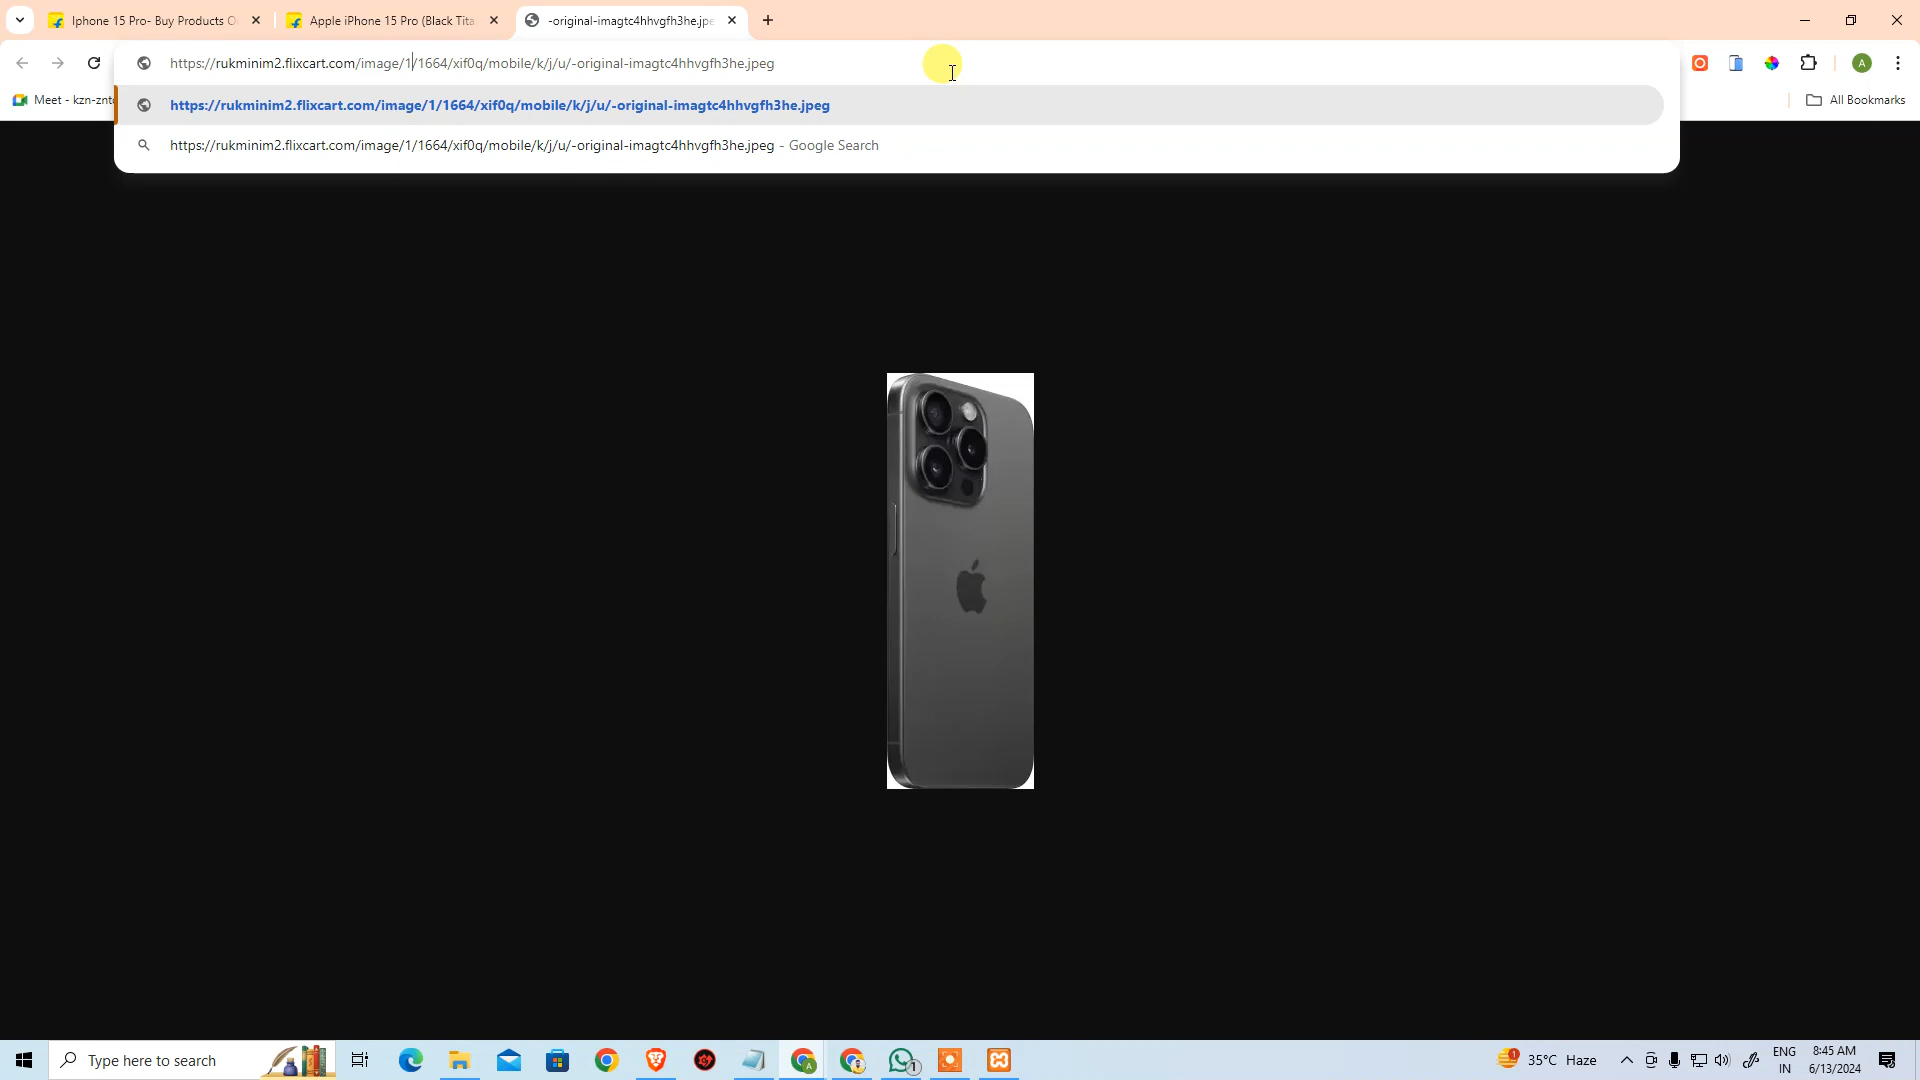 Iphone 15 Pro- Buy Products O
Apple iPhone 15 Pro (Black Tita
-original-imagtc4hhvgfh3he.jpe
https://rukminim2.flixcart.com/image/1/1664/xif0q/mobile/k/j/u/-original-imagtc4hhvgfh3he.jpeg
A
Meet - kzn-znt
https://rukminim2.flixcart.com/image/1/1664/xif0q/mobile/k/j/u/-original-imagtc4hhvgfh3he.jpeg
All Bookmarks
https://rukminim2.flixcart.com/image/1/1664/xif0q/mobile/k/j/u/-original-imagtc4hhvgfh3he.jpeg - Google Search
Type here to search
A
1
1
35°C Haze
ENG
IN
8:45 AM
6/13/2024